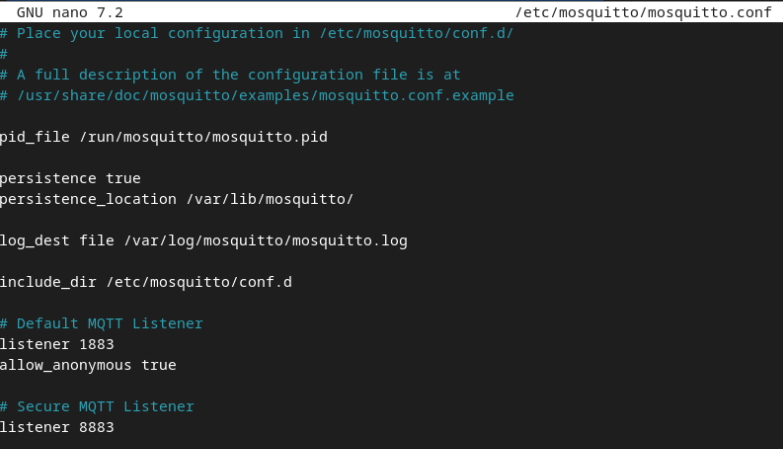 GNU nano 7.2 /etc/mosquitto/mosquitto.conf
# Place your local configuration in /etc/mosquitto/conf.d/
#
# A full description of the configuration file is at
# /usr/share/doc/mosquitto/examples/mosquitto.conf.example
pid_file /run/mosquitto/mosquitto.pid
persistence true
persistence_location /var/lib/mosquitto/
log_dest file /var/log/mosquitto/mosquitto.log
include_dir /etc/mosquitto/conf.d
# Default MQTT Listener
listener 1883
allow_anonymous true
# Secure MQTT Listener
listener 8883